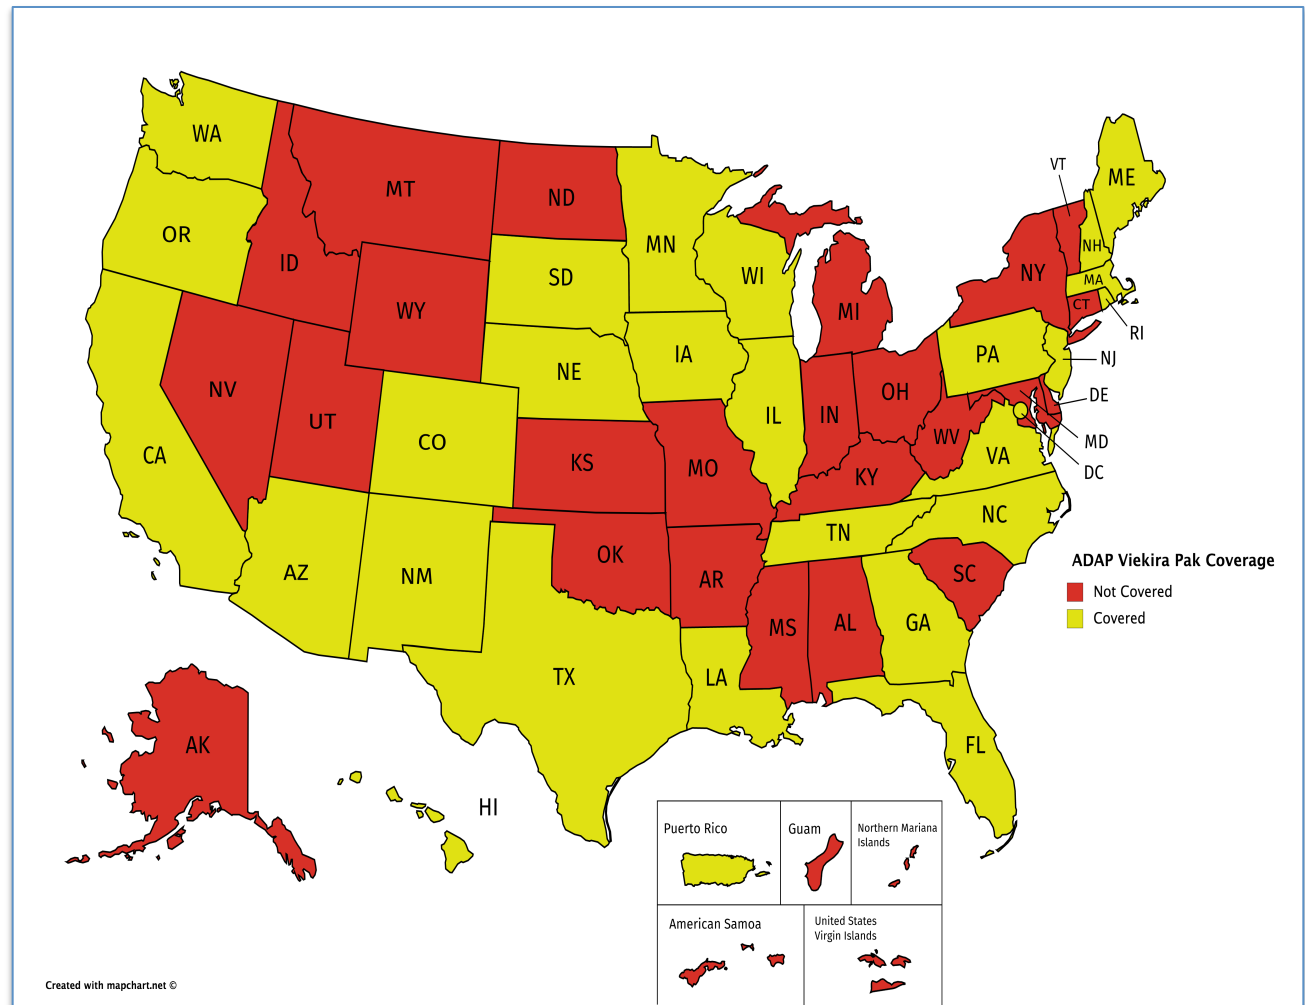 WA
VT
ME
MT
ND
OR
MN
NH
ID
SD
WI
NY
MA
WY
MI
CT
RI
IA
PA
NJ
NE
NV
OH
DE
UT
IL
IN
CO
WV
MD
CA
KS
MO
KY
VA
DC
NC
TN
OK
ADAP Viekira Pak Coverage
AZ
NM
AR
SC
Not Covered
Covered
MS
AL
GA
TX
LA
AK
FL
HI
Puerto Rico
Guam
Northern Mariana
Islands
American Samoa
United States
Virgin Islands
Created with mapchart.net ©